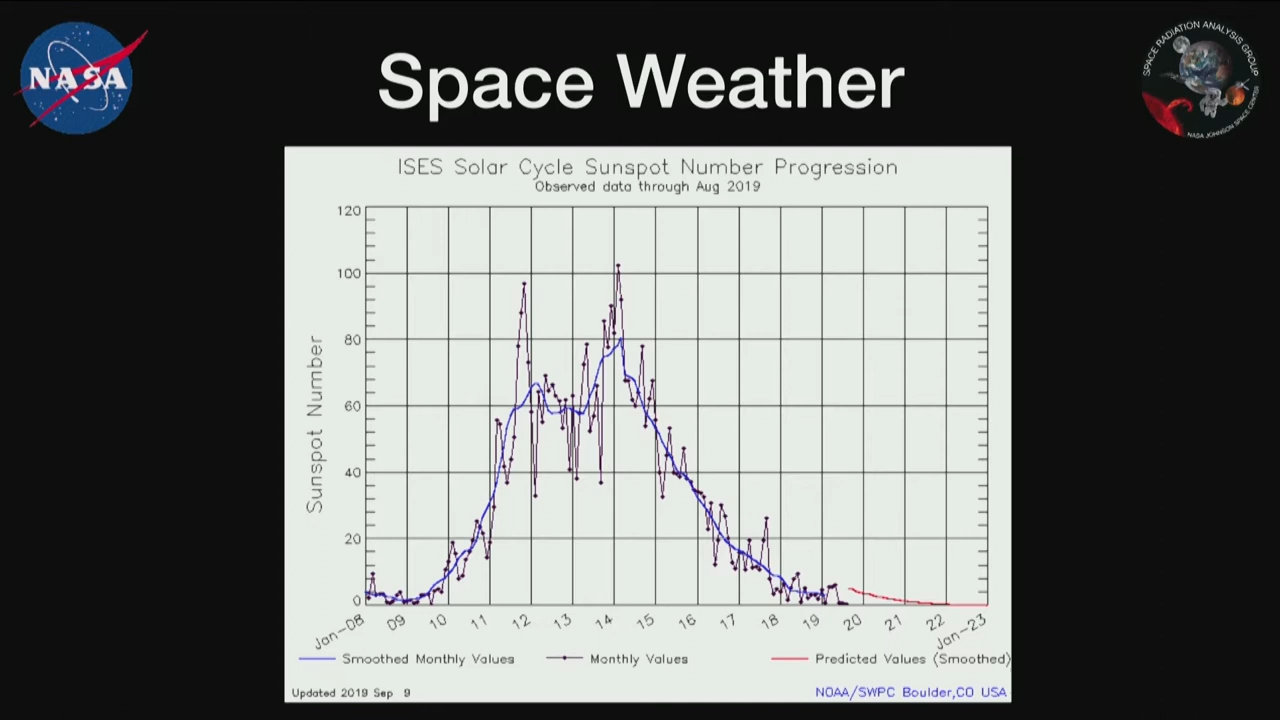 NASA
Space Weather
SPACE RADIATION ANALYSIS GROUP
NASA JOHNSON SPACE CENTER
ISES Solar Cycle Sunspot Number Progression
Observed data through Aug 2019
120
100
80
60
40
20
0
Sunspot Number
Jan-08 09 10 11 12 13 14 15 16 17 18 19 20 21 22 Jan-23
Smoothed Monthly Values Monthly Values Predicted Values (Smoothed)
Updated 2019 Sep 9 NOAA/SWPC Boulder,CO USA